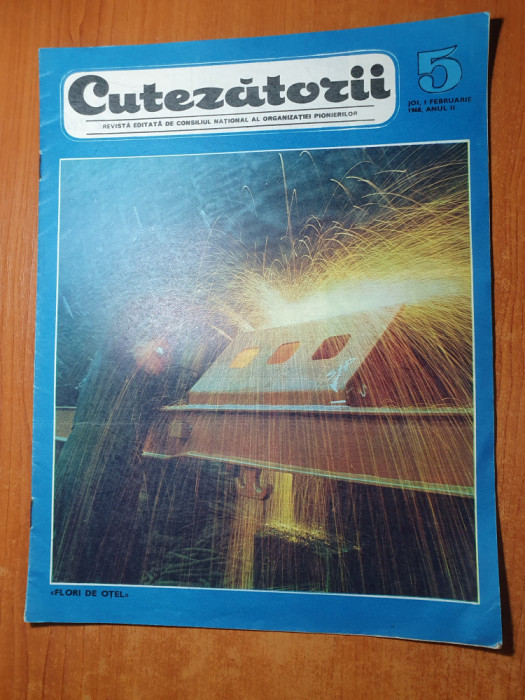 Cutezătorii
REVISTĂ EDITATĂ DE CONSILIUL NAȚIONAL AL ORGANIZAȚIEI PIONIERILOR
5
JOI, 1 FEBRUARIE
1968, ANUL II
«FLORI DE OȚEL»